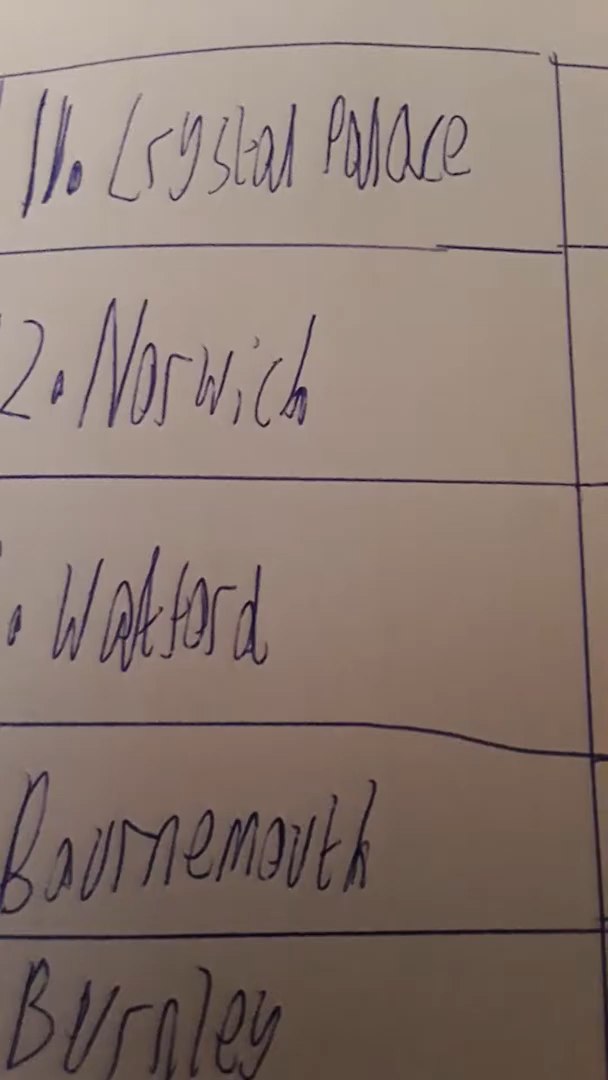 11. Crystal Palace
2. Norwich
. Watford
Bournemouth
Burnley